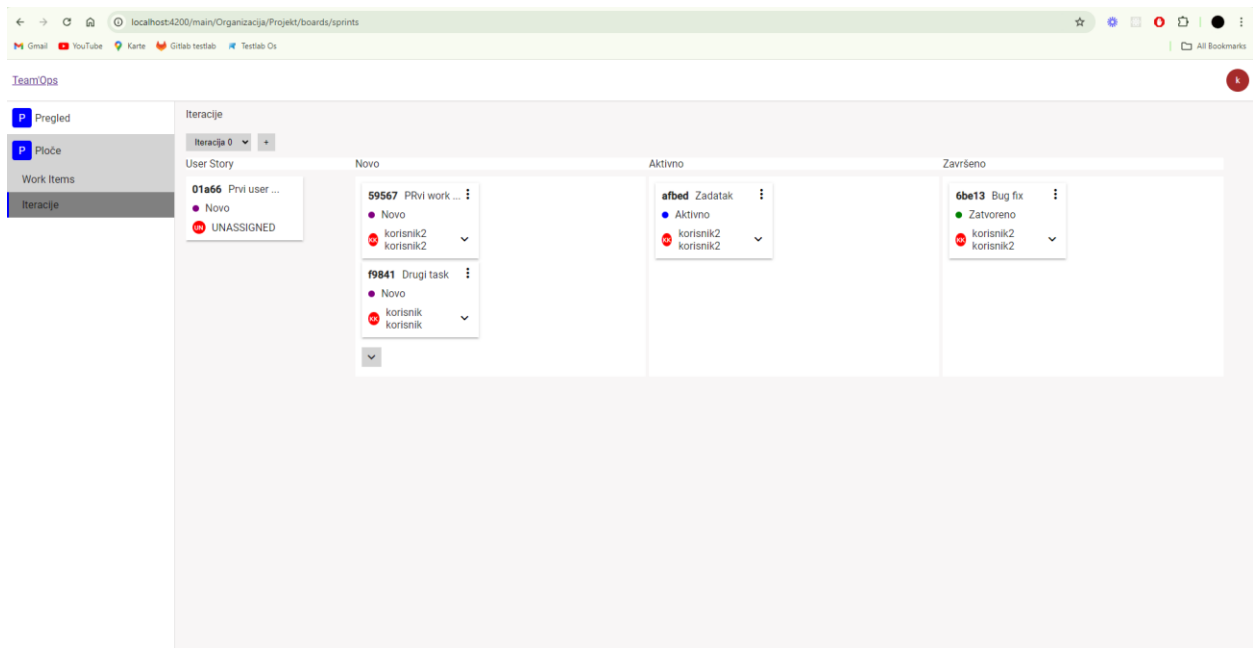 localhost:4200/main/Organizacija/Projekt/boards/sprints
Gmail YouTube Karte Gitlab testlab Testlab Os All Bookmarks
Team'Ops
k
P Pregled
P Ploče
Work Items
Iteracije
Iteracije
Iteracija 0 +
User Story Novo Aktivno Završeno
01a66 Prvi user ...
Novo
UN UNASSIGNED
59567 PRvi work ...
Novo
KK korisnik2
korisnik2
f9841 Drugi task
Novo
KK korisnik
korisnik
afbed Zadatak
Aktivno
KK korisnik2
korisnik2
6be13 Bug fix
Zatvoreno
KK korisnik2
korisnik2